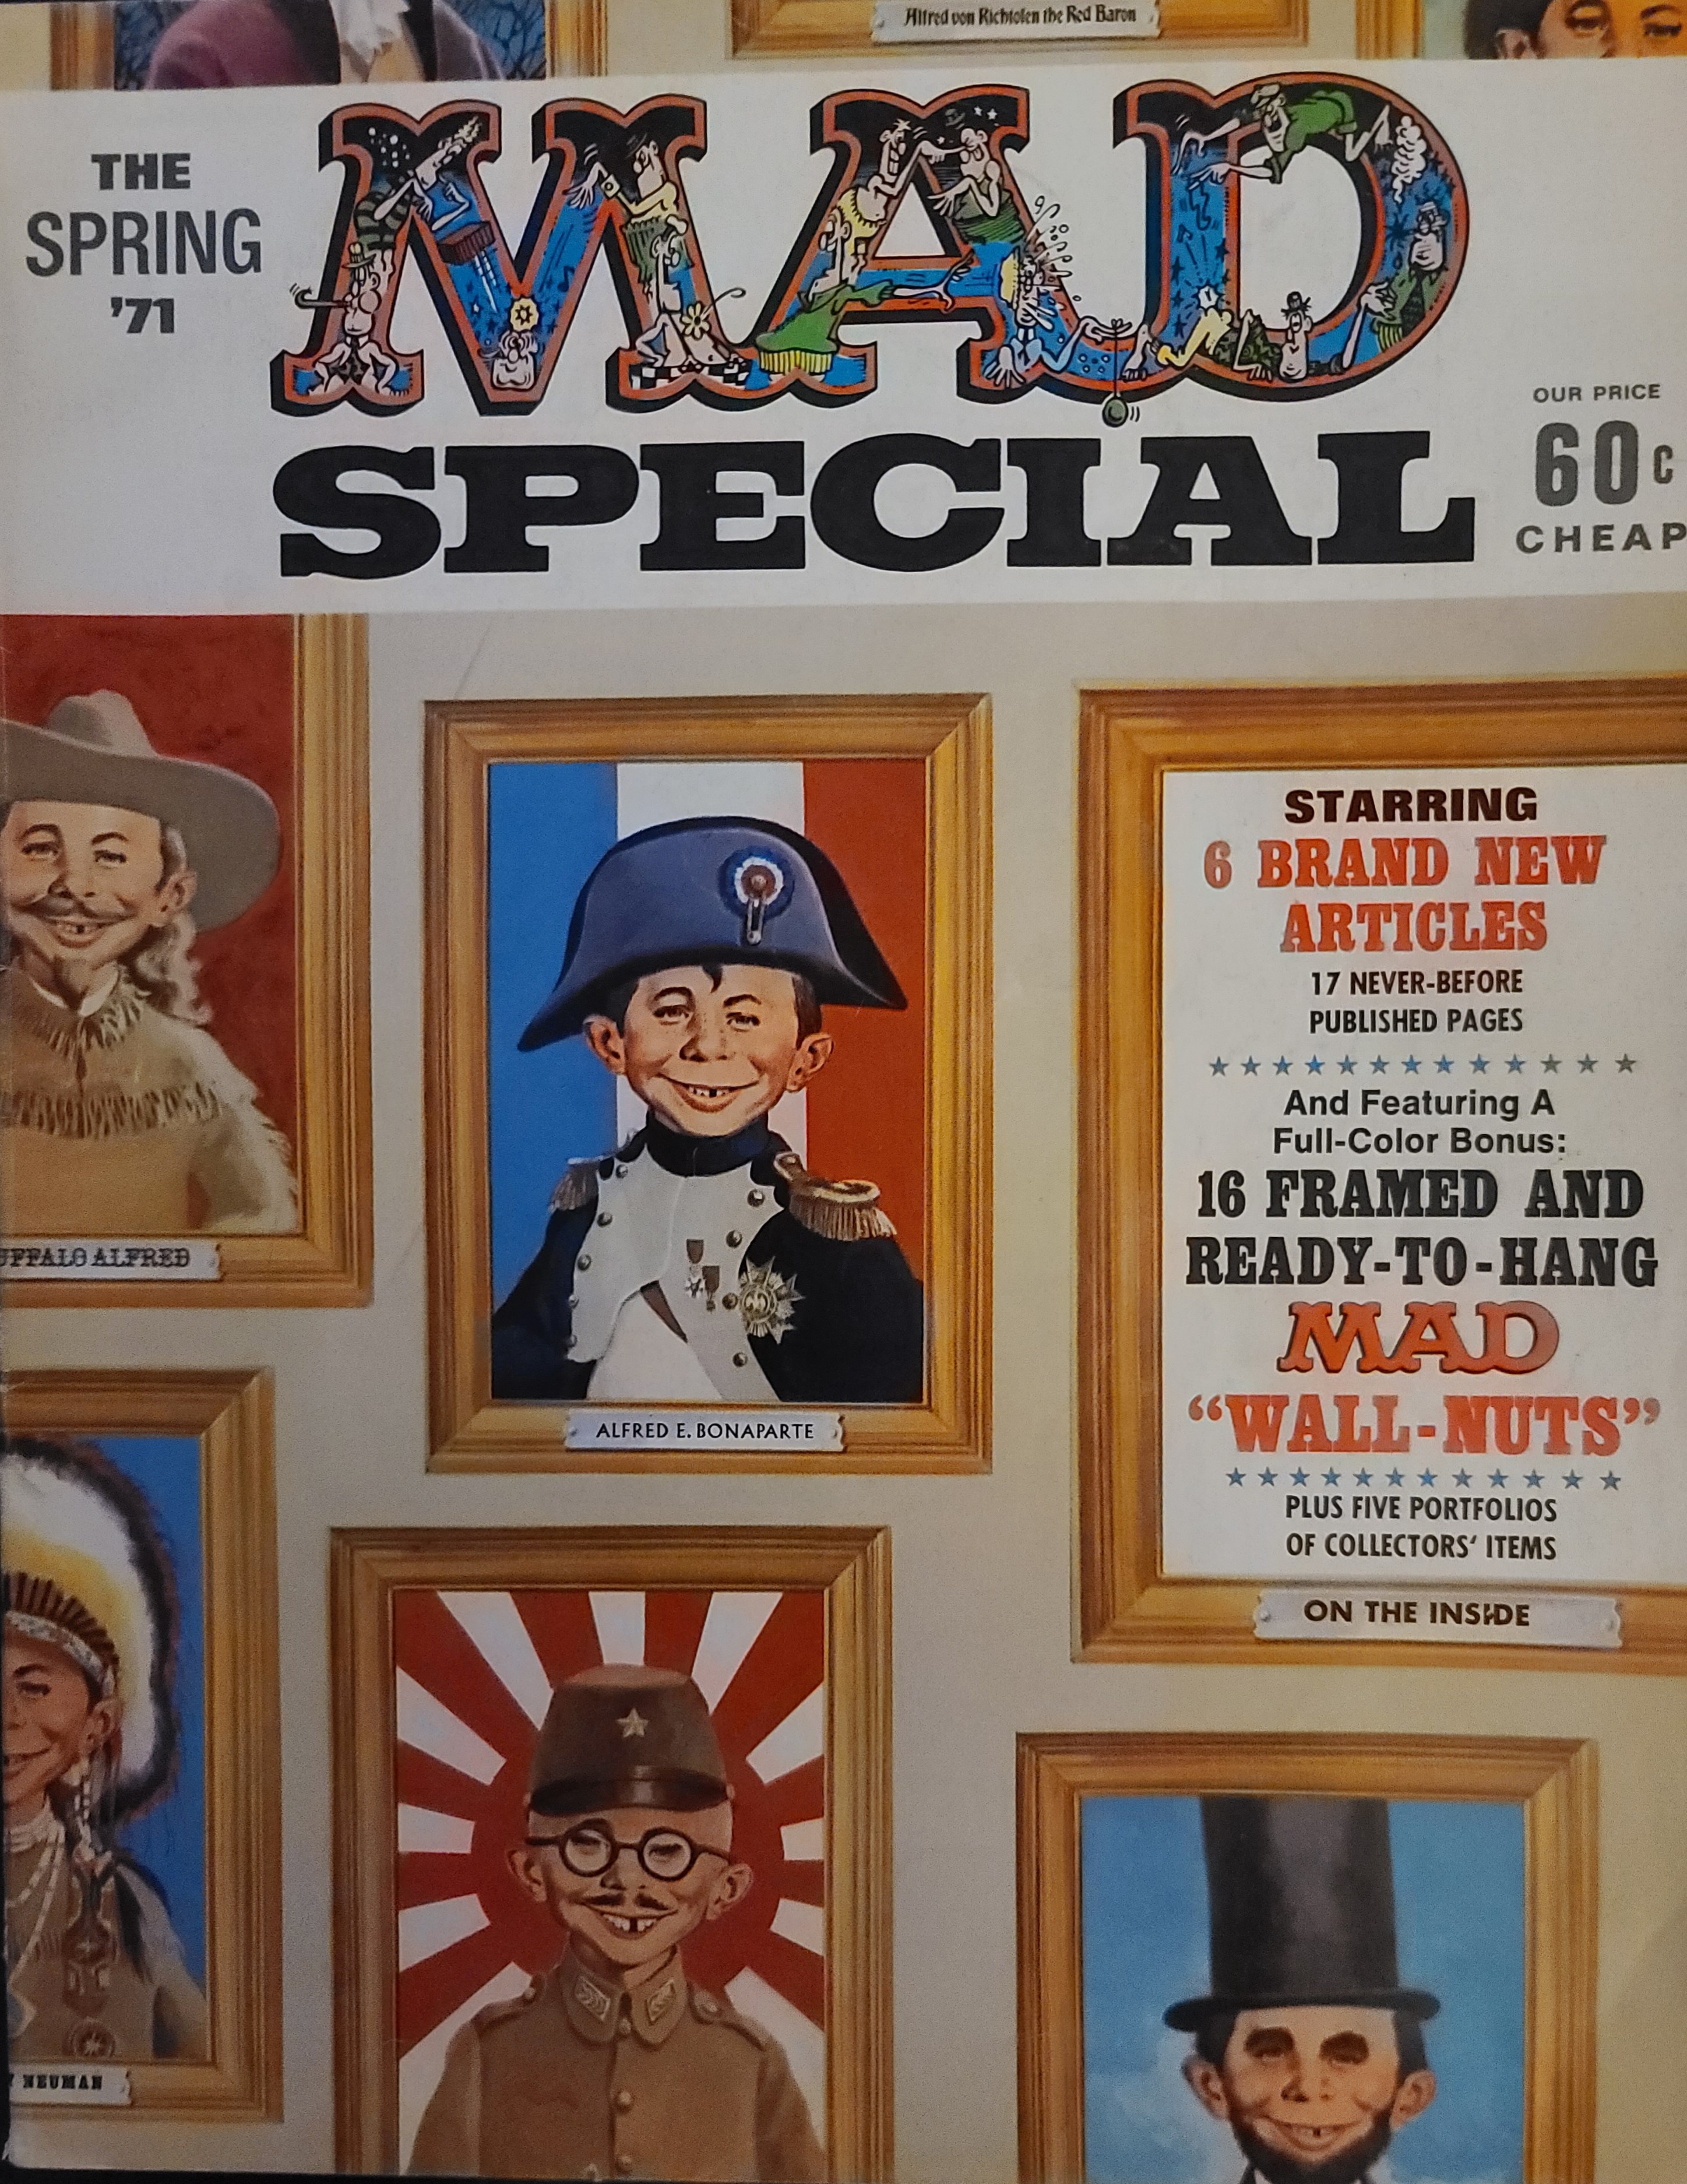 Alfred von Richtofen the Red Baron
THE
SPRING
'71
MAD
SPECIAL
OUR PRICE
60c
CHEAP
STARRING
6 BRAND NEW
ARTICLES
17 NEVER-BEFORE
PUBLISHED PAGES
And Featuring A
Full-Color Bonus:
16 FRAMED AND
READY-TO-HANG
MAD
“WALL-NUTS”
PLUS FIVE PORTFOLIOS
OF COLLECTORS' ITEMS
ON THE INSIDE
UFFALO ALFRED
ALFRED E. BONAPARTE
NEUMAN